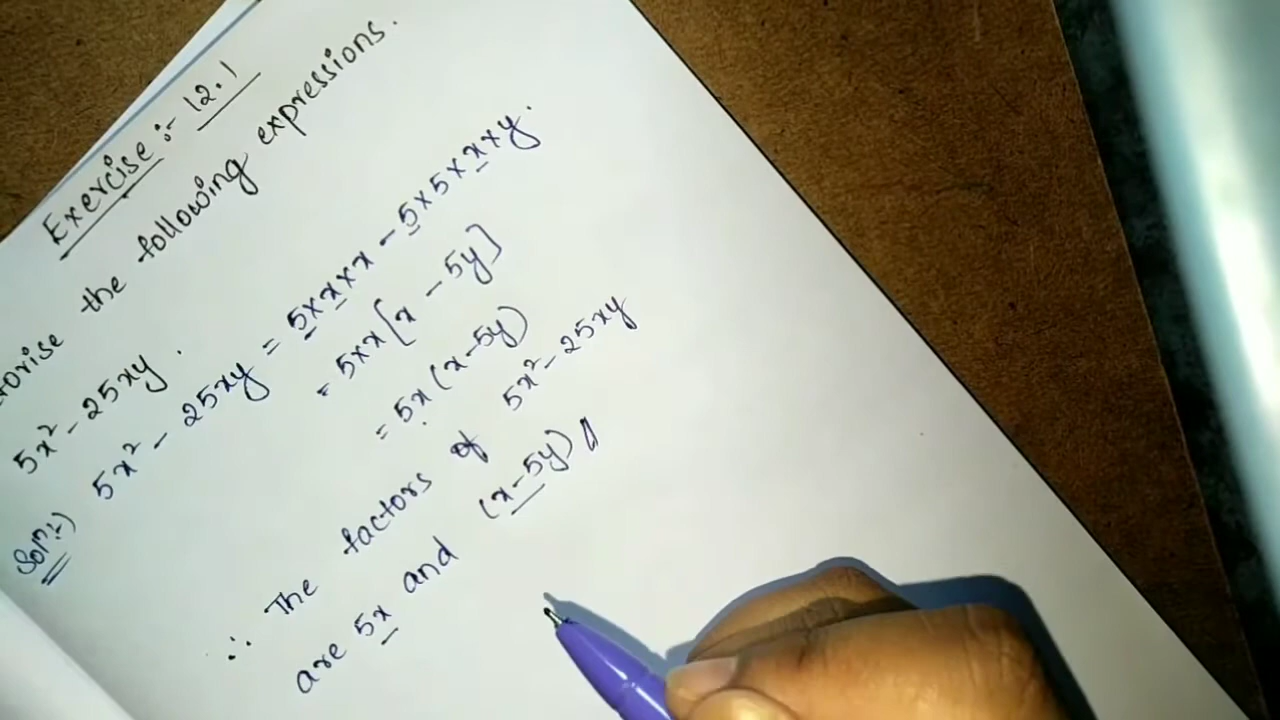 Exercise :- 12.1
torise the following expressions.
5x² - 25xy.
Sol?:) 5x² - 25xy = 5×x×x - 5×5×x×y.
= 5×x[x - 5y]
= 5x(x-5y)
∴ The factors of 5x² - 25xy
are 5x and (x-5y)